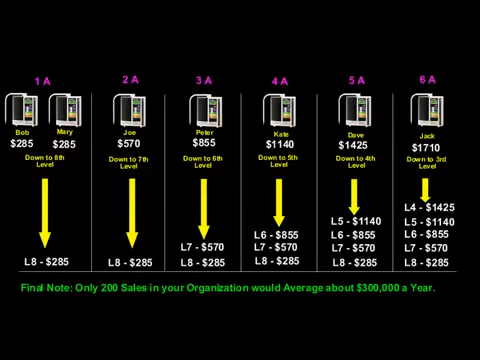 1 A
2 A
3 A
4 A
5 A
6 A
Bob
Mary
Joe
Peter
Kate
Dave
Jack
$285
$285
$570
$855
$1140
$1425
$1710
Down to 8th
Level
Down to 7th
Level
Down to 6th
Level
Down to 5th
Level
Down to 4th
Level
Down to 3rd
Level
L8 - $285
L8 - $285
L7 - $570
L8 - $285
L6 - $855
L7 - $570
L8 - $285
L5 - $1140
L6 - $855
L7 - $570
L8 - $285
L4 - $1425
L5 - $1140
L6 - $855
L7 - $570
L8 - $285
Final Note: Only 200 Sales in your Organization would Average about $300,000 a Year.